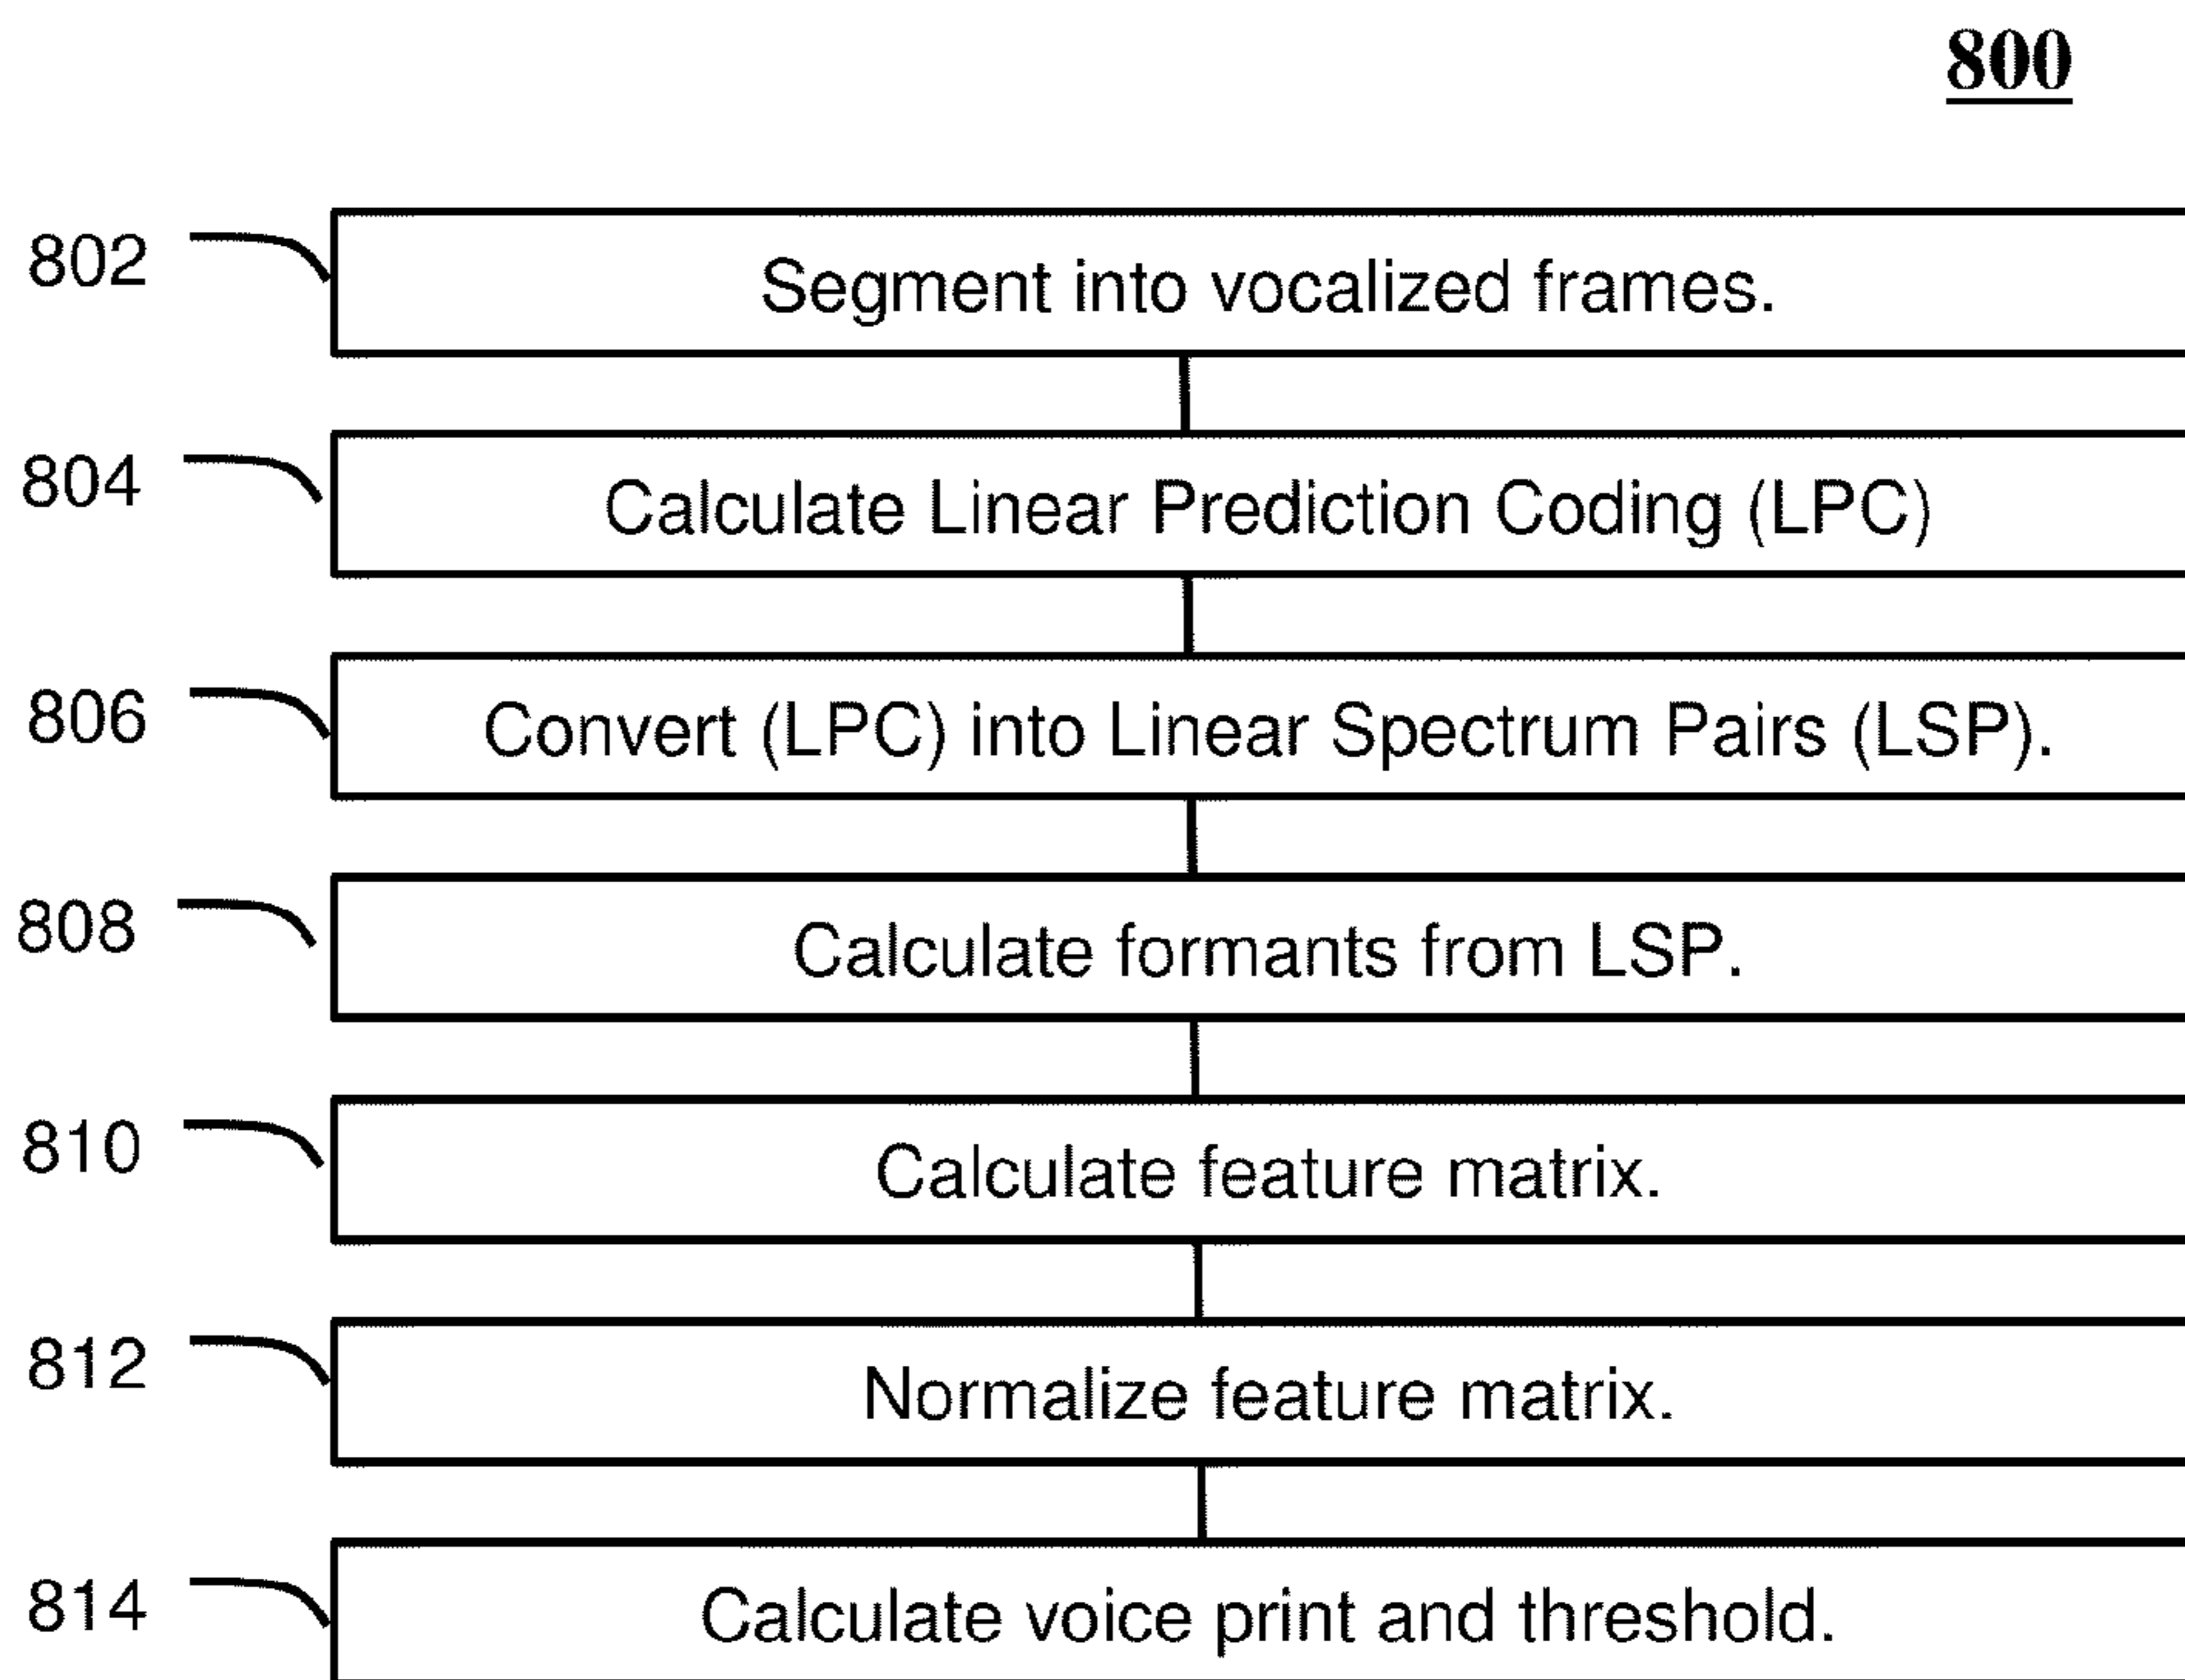 800
802 Segment into vocalized frames.
804 Calculate Linear Prediction Coding (LPC)
806 Convert (LPC) into Linear Spectrum Pairs (LSP).
808 Calculate formants from LSP.
810 Calculate feature matrix.
812 Normalize feature matrix.
814 Calculate voice print and threshold.